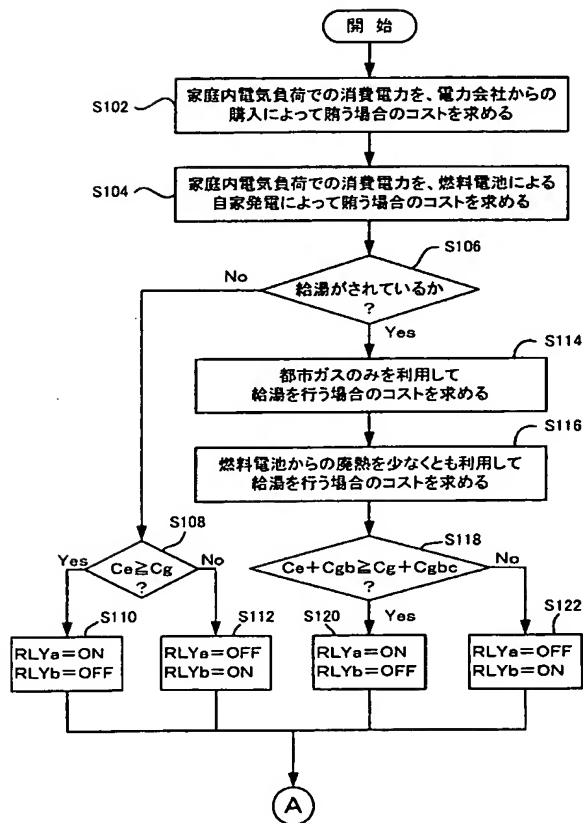 開 始
S102
家庭内電気負荷での消費電力を、電力会社からの
購入によって賄う場合のコストを求める
S104
家庭内電気負荷での消費電力を、燃料電池による
自家発電によって賄う場合のコストを求める
S106
No
給湯がされているか
?
Yes
S114
都市ガスのみを利用して
給湯を行う場合のコストを求める
S116
燃料電池からの廃熱を少なくとも利用して
給湯を行う場合のコストを求める
S108
Yes
Ce≧Cg
?
No
S118
Ce+Cgb≧Cg+Cgbc
?
No
Yes
S110
RLYa=ON
RLYb=OFF
S112
RLYa=OFF
RLYb=ON
S120
RLYa=ON
RLYb=OFF
S122
RLYa=OFF
RLYb=ON
A